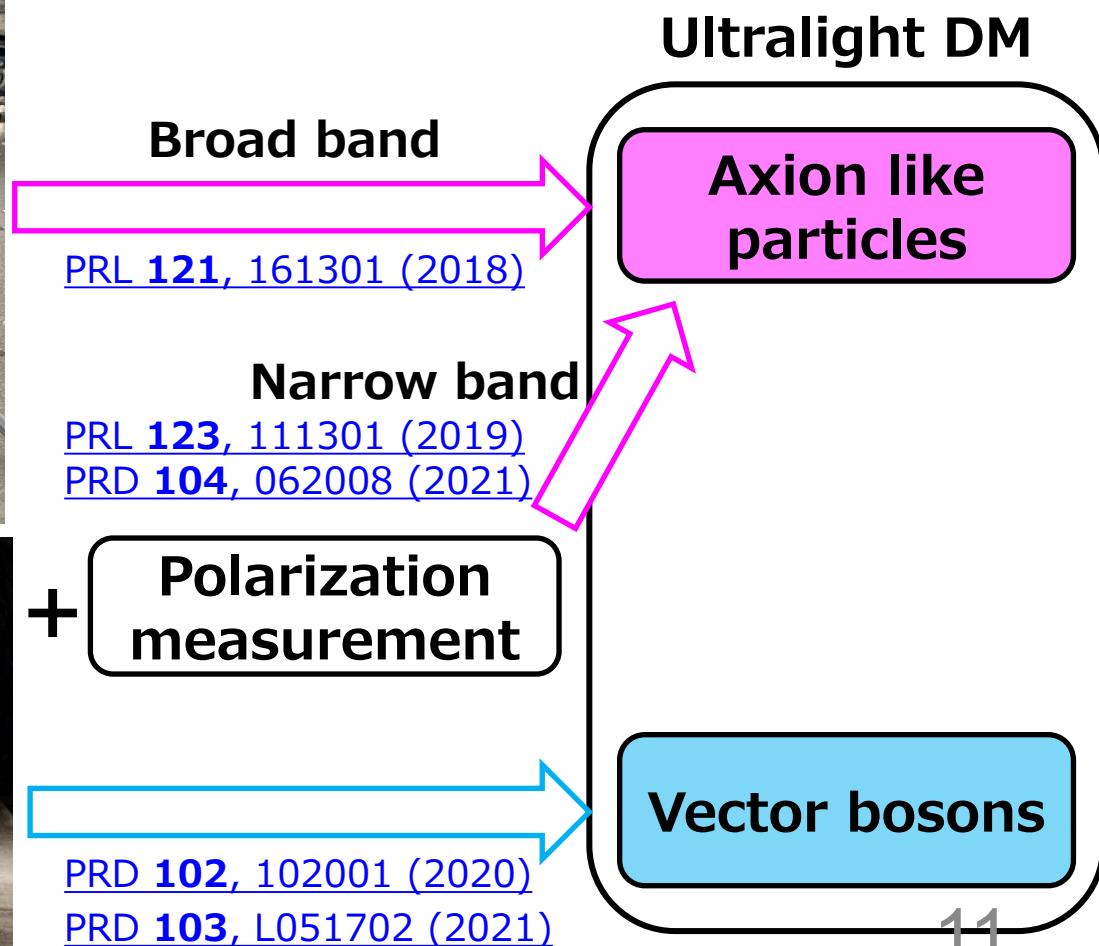 Ultralight DM
Broad band
Axion like
particles
PRL 121, 161301 (2018)
Narrow band
PRL 123, 111301 (2019)
PRD 104, 062008 (2021)
+
Polarization
measurement
Vector bosons
PRD 102, 102001 (2020)
PRD 103, L051702 (2021)
11